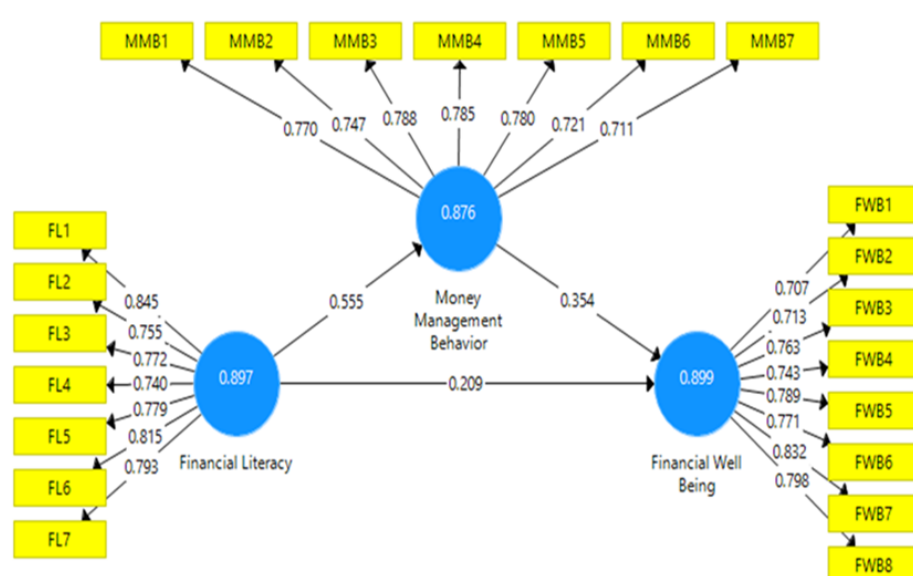 MMB1 MMB2 MMB3 MMB4 MMB5 MMB6 MMB7
0.770 0.747 0.788 0.785 0.780 0.721 0.711
0.876
Money
Management
Behavior
FL1
FL2
FL3
FL4
FL5
FL6
FL7
0.845
0.755
0.772
0.740
0.779
0.815
0.793
0.897
Financial Literacy
0.555
0.354
0.209
0.899
Financial Well
Being
0.707
0.713
0.763
0.743
0.789
0.771
0.832
0.798
FWB1
FWB2
FWB3
FWB4
FWB5
FWB6
FWB7
FWB8